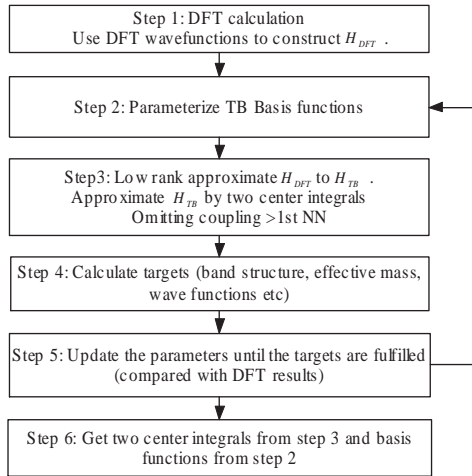 Step 1: DFT calculation
Use DFT wavefunctions to construct H_DFT .
Step 2: Parameterize TB Basis functions
Step3: Low rank approximate H_DFT to H_TB .
Approximate H_TB by two center integrals
Omitting coupling >1st NN
Step 4: Calculate targets (band structure, effective mass,
wave functions etc)
Step 5: Update the parameters until the targets are fulfilled
(compared with DFT results)
Step 6: Get two center integrals from step 3 and basis
functions from step 2